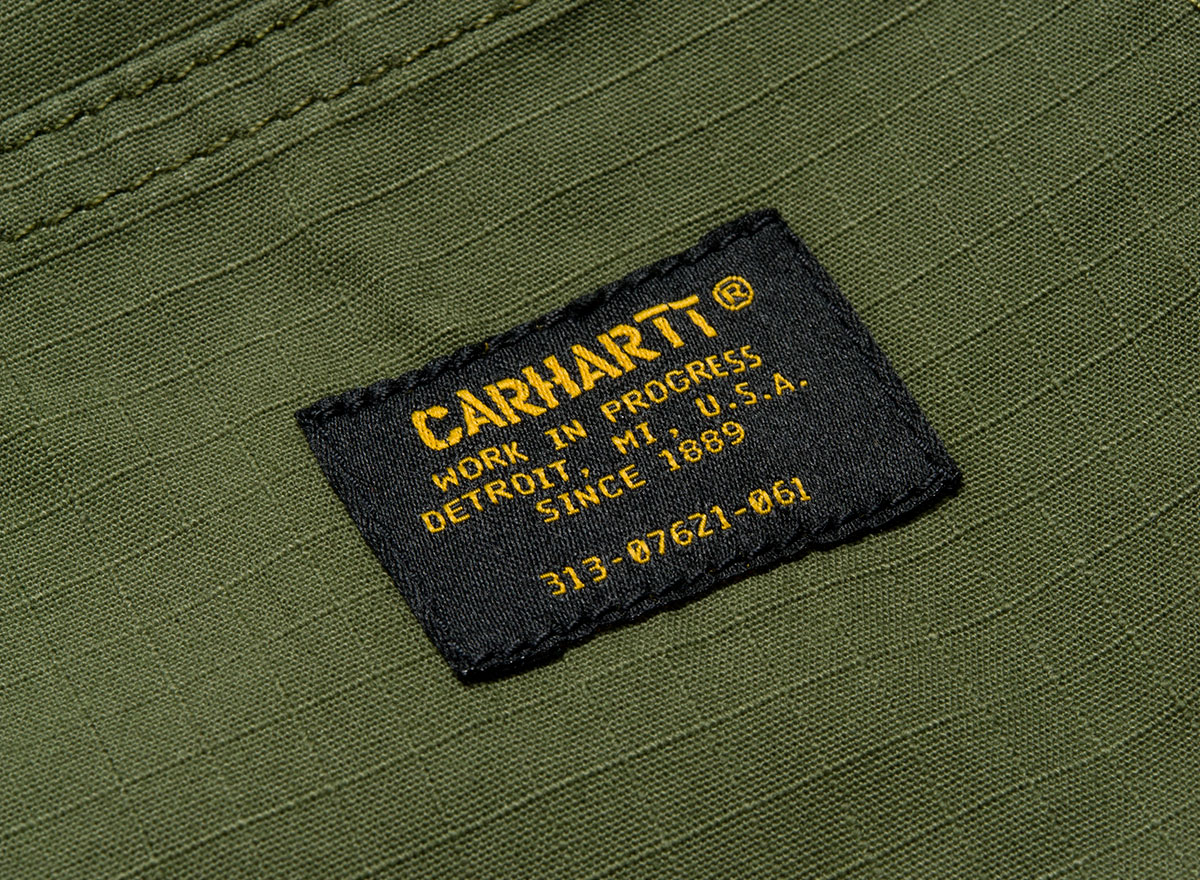 CARHARTT®
WORK IN PROGRESS
DETROIT, MI, U.S.A.
SINCE 1889
313-07621-061